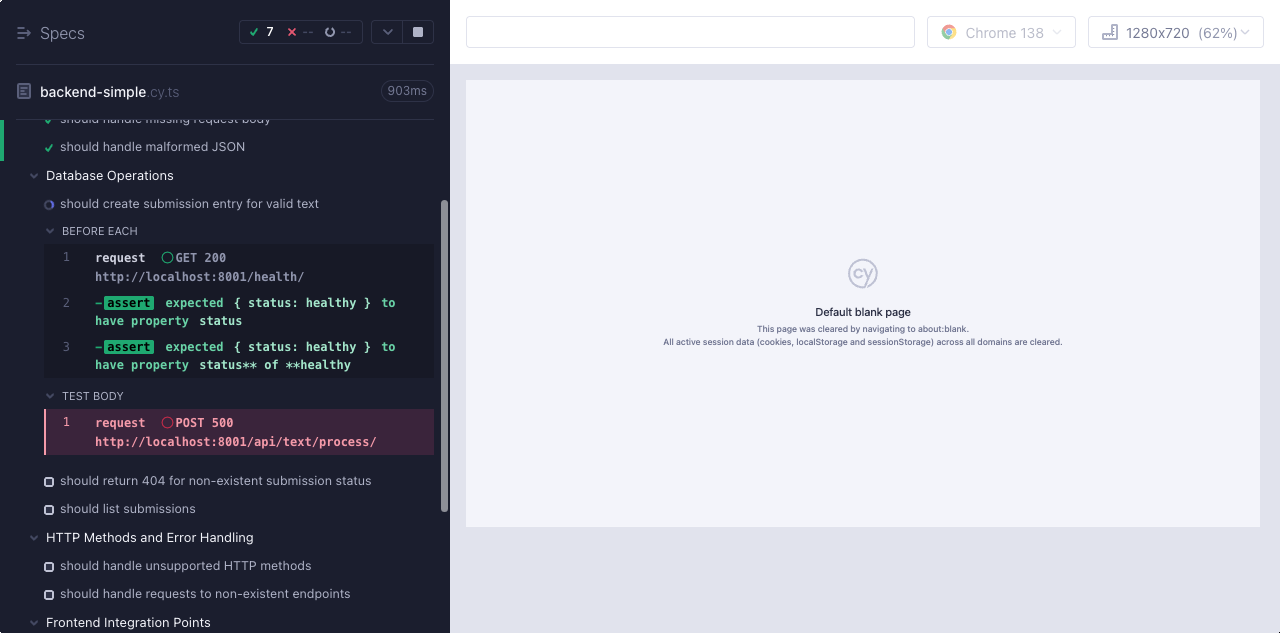 Specs
7 -- --
backend-simple.cy.ts
903ms
should handle missing request body
should handle malformed JSON
Database Operations
should create submission entry for valid text
BEFORE EACH
1 request GET 200
http://localhost:8001/health/
2 -assert expected { status: healthy } to
have property status
3 -assert expected { status: healthy } to
have property status** of **healthy
TEST BODY
1 request POST 500
http://localhost:8001/api/text/process/
should return 404 for non-existent submission status
should list submissions
HTTP Methods and Error Handling
should handle unsupported HTTP methods
should handle requests to non-existent endpoints
Frontend Integration Points
Chrome 138
1280x720 (62%)
cy
Default blank page
This page was cleared by navigating to about:blank.
All active session data (cookies, localStorage and sessionStorage) across all domains are cleared.